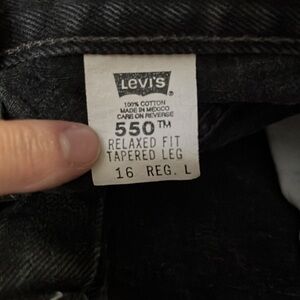 LEVI'S
100% COTTON
MADE IN MEXICO
CARE ON REVERSE
550™
RELAXED FIT
TAPERED LEG
16 REG. L